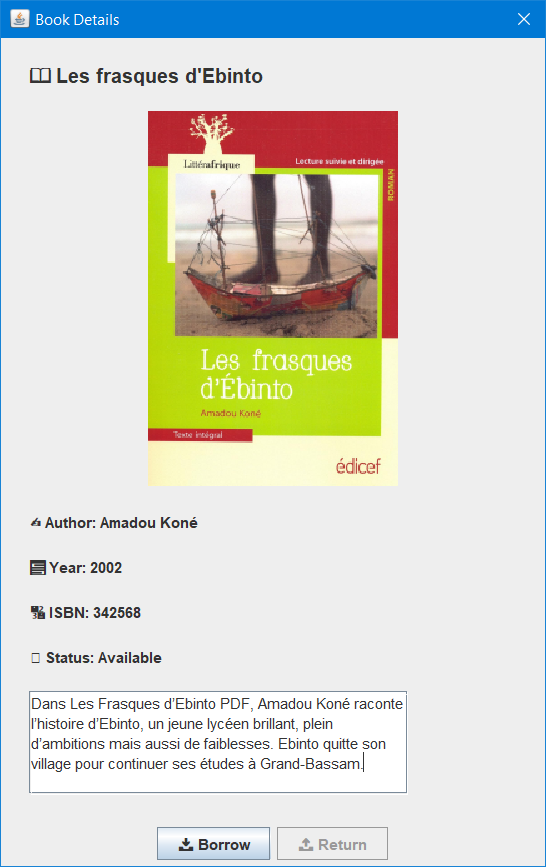 Book Details
Les frasques d'Ebinto
Littérafrique
Lecture suivie et dirigée
ROMAN
Les frasques
d'Ébinto
Amadou Koné
Texte intégral
édicef
Author: Amadou Koné
Year: 2002
ISBN: 342568
Status: Available
Dans Les Frasques d’Ebinto PDF, Amadou Koné raconte
l’histoire d’Ebinto, un jeune lycéen brillant, plein
d’ambitions mais aussi de faiblesses. Ebinto quitte son
village pour continuer ses études à Grand-Bassam.
Borrow
Return